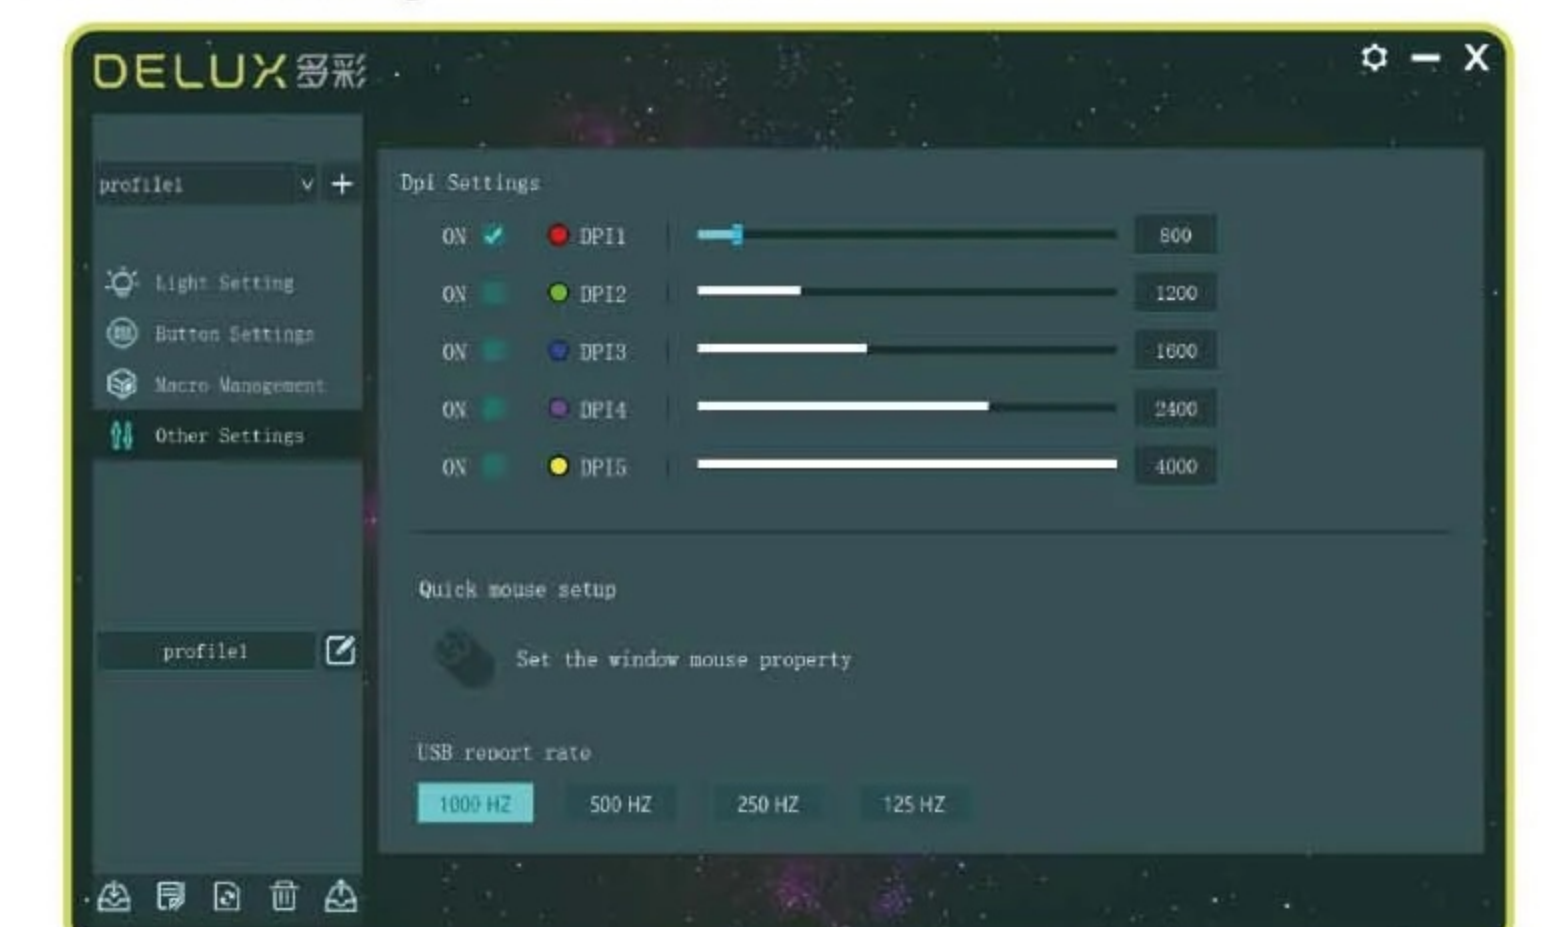 DELUX多彩
profile1
Light Setting
Button Settings
Macro Management
Other Settings
profile1
Dpi Settings
ON DPI1 800
ON DPI2 1200
ON DPI3 1600
ON DPI4 2400
ON DPI5 4000
Quick mouse setup
Set the window mouse property
USB report rate
1000 HZ 500 HZ 250 HZ 125 HZ